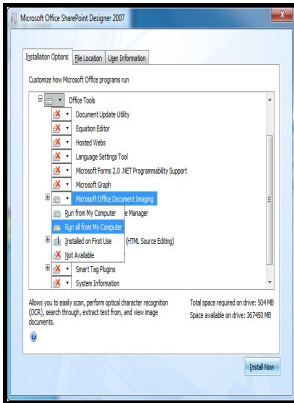 Microsoft Office SharePoint Designer 2007
Installation Options File Location User Information
Customize how Microsoft Office programs run
Office Tools
Document Update Utility
Equation Editor
Hosted Webs
Language Settings Tool
Microsoft Forms 2.0 .NET Programmability Support
Microsoft Graph
Microsoft Office Document Imaging
Run from My Computer e Manager
Run all from My Computer
Installed on First Use (HTML Source Editing)
Not Available
Smart Tag Plugins
System Information
Allows you to easily scan, perform optical character recognition (OCR), search through, extract text from, and view image documents.
Total space required on drive: 504 MB
Space available on drive: 367450 MB
Install Now